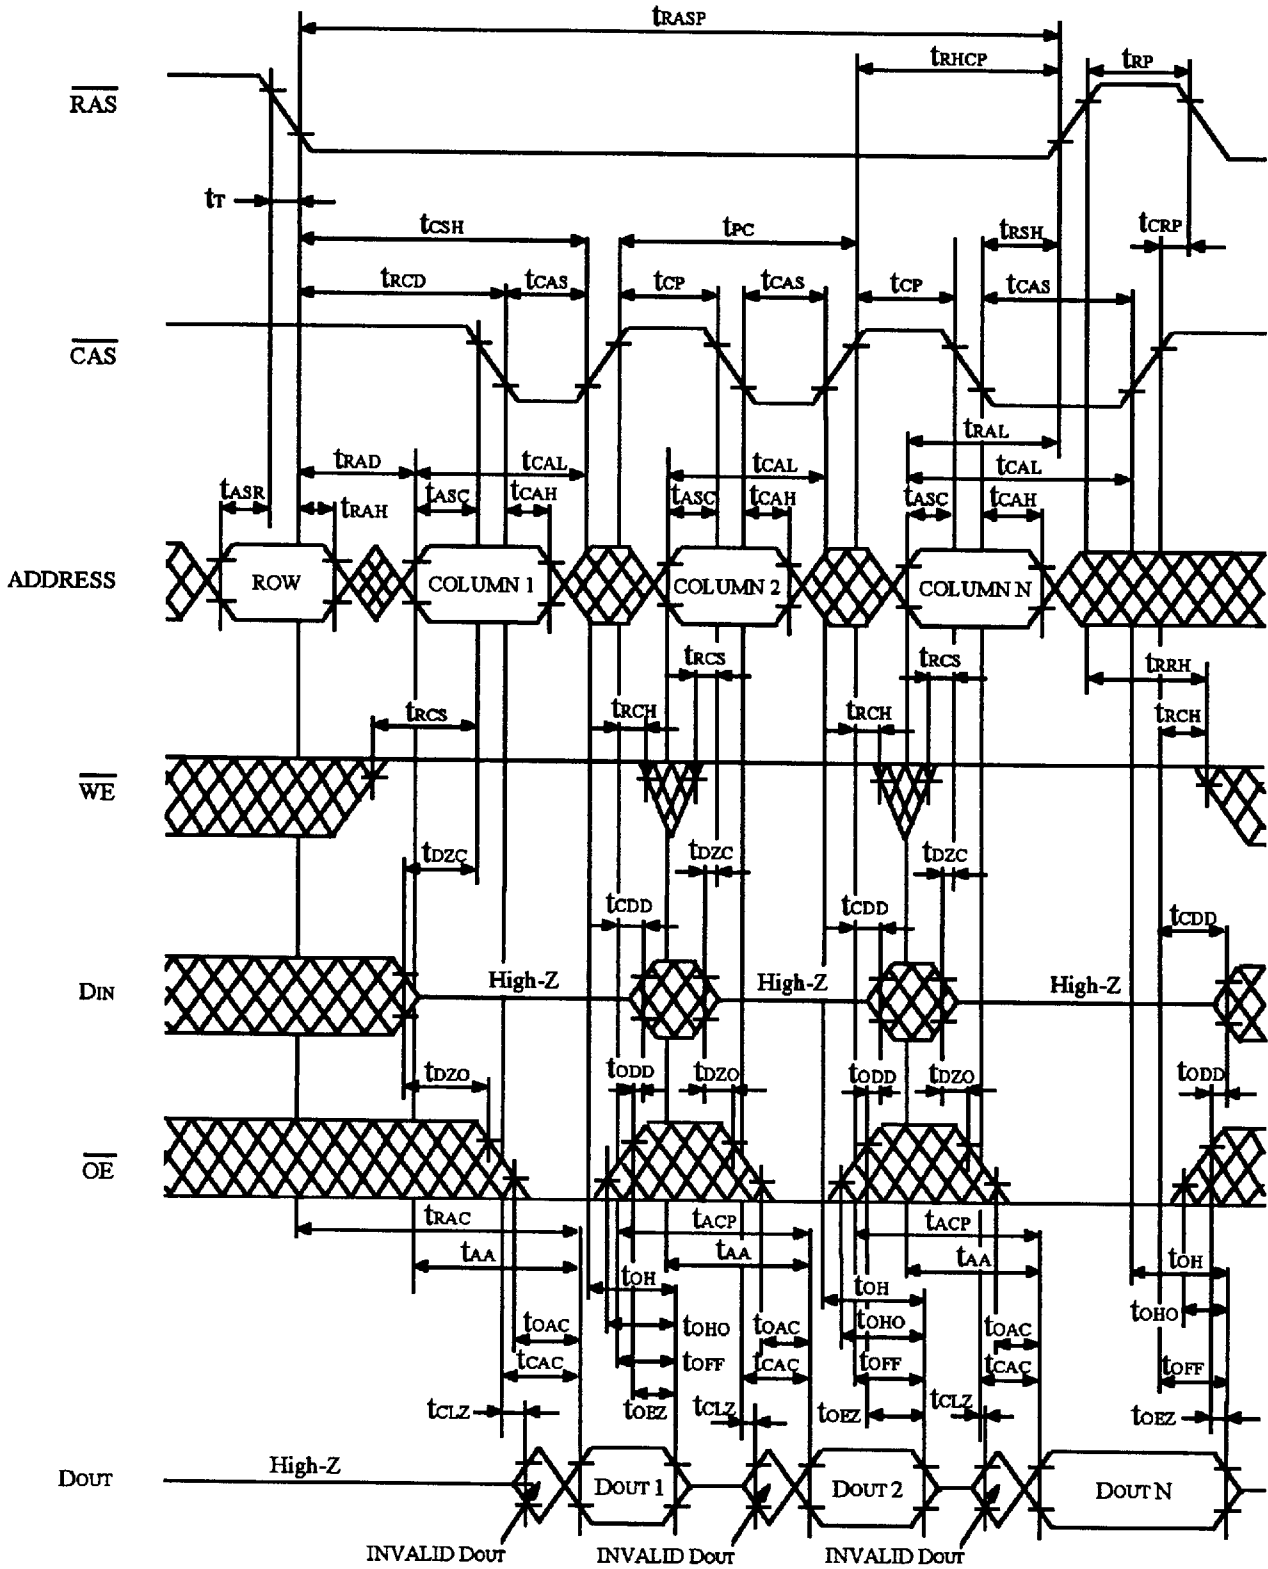 tRASP
tRHCP
tRP
RAS
tT
tCSH
tPC
tRSH
tCRP
tRCD
tCAS
tCP
tCAS
tCP
tCAS
CAS
tRAL
tRAD
tCAL
tCAL
tCAL
tASR
tRAH
tASC
tCAH
tASC
tCAH
tASC
tCAH
ADDRESS
ROW
COLUMN 1
COLUMN 2
COLUMN N
tRCS
tRCS
tRRH
tRCS
tRCH
tRCH
tRCH
WE
tDZC
tDZC
tDZC
tCDD
tCDD
tCDD
DIN
High-Z
High-Z
High-Z
tDZO
tODD
tDZO
tODD
tDZO
tODD
OE
tRAC
tACP
tACP
tAA
tAA
tAA
tOH
tOH
tOH
tOAC
tOHO
tOAC
tOHO
tOAC
tOHO
tCAC
tOFF
tCAC
tOFF
tCAC
tOFF
tCLZ
tOEZ
tCLZ
tOEZ
tCLZ
tOEZ
DOUT
High-Z
DOUT 1
DOUT 2
DOUT N
INVALID DOUT
INVALID DOUT
INVALID DOUT